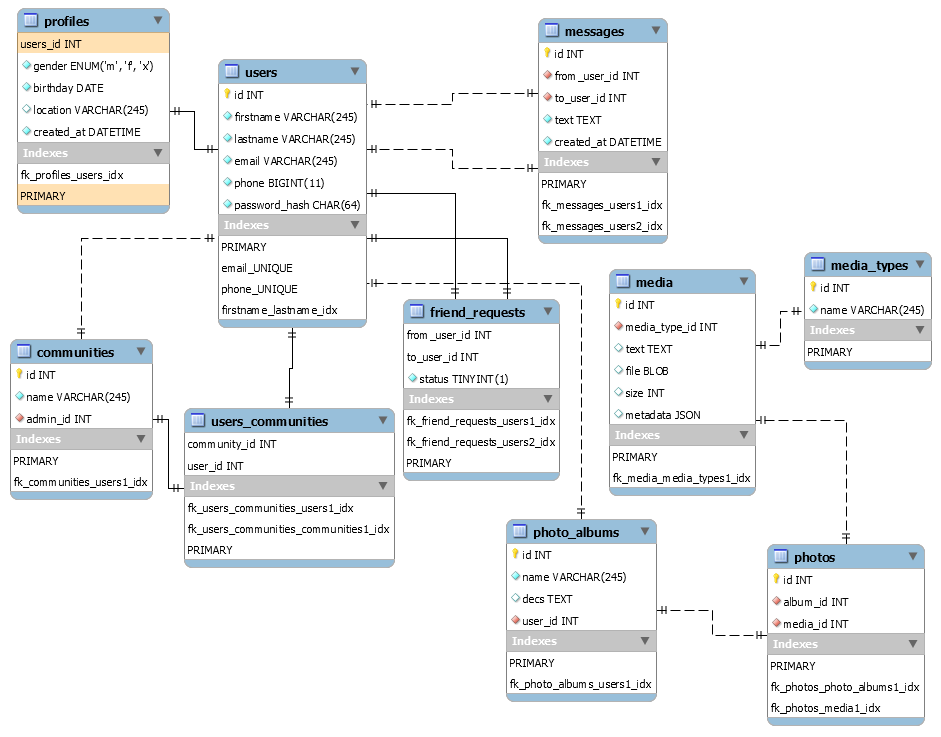 profiles
users_id INT
gender ENUM('m', 'f', 'x')
birthday DATE
location VARCHAR(245)
created_at DATETIME
Indexes
fk_profiles_users_idx
PRIMARY
users
id INT
firstname VARCHAR(245)
lastname VARCHAR(245)
email VARCHAR(245)
phone BIGINT(11)
password_hash CHAR(64)
Indexes
PRIMARY
email_UNIQUE
phone_UNIQUE
firstname_lastname_idx
messages
id INT
from_user_id INT
to_user_id INT
text TEXT
created_at DATETIME
Indexes
PRIMARY
fk_messages_users1_idx
fk_messages_users2_idx
media_types
id INT
name VARCHAR(245)
Indexes
PRIMARY
media
id INT
media_type_id INT
text TEXT
file BLOB
size INT
metadata JSON
Indexes
PRIMARY
fk_media_media_types1_idx
friend_requests
from_user_id INT
to_user_id INT
status TINYINT(1)
Indexes
fk_friend_requests_users1_idx
fk_friend_requests_users2_idx
PRIMARY
communities
id INT
name VARCHAR(245)
admin_id INT
Indexes
PRIMARY
fk_communities_users1_idx
users_communities
community_id INT
user_id INT
Indexes
fk_users_communities_users1_idx
fk_users_communities_communities1_idx
PRIMARY
photo_albums
id INT
name VARCHAR(245)
decs TEXT
user_id INT
Indexes
PRIMARY
fk_photo_albums_users1_idx
photos
id INT
album_id INT
media_id INT
Indexes
PRIMARY
fk_photos_photo_albums1_idx
fk_photos_media1_idx